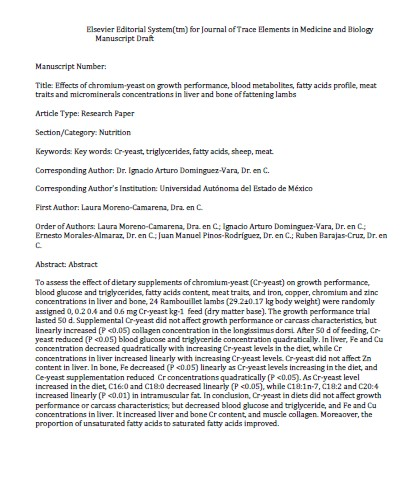 Elsevier Editorial System(tm) for Journal of Trace Elements in Medicine and Biology
Manuscript Draft
Manuscript Number:
Title: Effects of chromium-yeast on growth performance, blood metabolites, fatty acids profile, meat
traits and microminerals concentrations in liver and bone of fattening lambs
Article Type: Research Paper
Section/Category: Nutrition
Keywords: Key words: Cr-yeast, triglycerides, fatty acids, sheep, meat.
Corresponding Author: Dr. Ignacio Arturo Dominguez-Vara, Dr. en C.
Corresponding Author's Institution: Universidad Autónoma del Estado de México
First Author: Laura Moreno-Camarena, Dra. en C.
Order of Authors: Laura Moreno-Camarena, Dra. en C.; Ignacio Arturo Dominguez-Vara, Dr. en C.;
Ernesto Morales-Almaraz, Dr. en C.; Juan Manuel Pinos-Rodríguez, Dr. en C.; Ruben Barajas-Cruz, Dr. en
C.
Abstract: Abstract
To assess the effect of dietary supplements of chromium-yeast (Cr-yeast) on growth performance,
blood glucose and triglycerides, fatty acids content, meat traits, and iron, copper, chromium and zinc
concentrations in liver and bone, 24 Rambouillet lambs (29.2±0.17 kg body weight) were randomly
assigned 0, 0.2 0.4 and 0.6 mg Cr-yeast kg-1 feed (dry matter base). The growth performance trial
lasted 50 d. Supplemental Cr-yeast did not affect growth performance or carcass characteristics, but
linearly increased (P <0.05) collagen concentration in the longissimus dorsi. After 50 d of feeding, Cr-
yeast reduced (P <0.05) blood glucose and triglyceride concentration quadratically. In liver, Fe and Cu
concentration decreased quadratically with increasing Cr-yeast levels in the diet, while Cr
concentrations in liver increased linearly with increasing Cr-yeast levels. Cr-yeast did not affect Zn
content in liver. In bone, Fe decreased (P <0.05) linearly as Cr-yeast levels increasing in the diet, and
Ce-yeast supplementation reduced  Cr concentrations quadratically (P <0.05). As Cr-yeast level
increased in the diet, C16:0 and C18:0 decreased linearly (P <0.05), while C18:1n-7, C18:2 and C20:4
increased linearly (P <0.01) in intramuscular fat. In conclusion, Cr-yeast in diets did not affect growth
performance or carcass characteristics; but decreased blood glucose and triglyceride, and Fe and Cu
concentrations in liver. It increased liver and bone Cr content, and muscle collagen. Moreover, the
proportion of unsaturated fatty acids to saturated fatty acids improved.